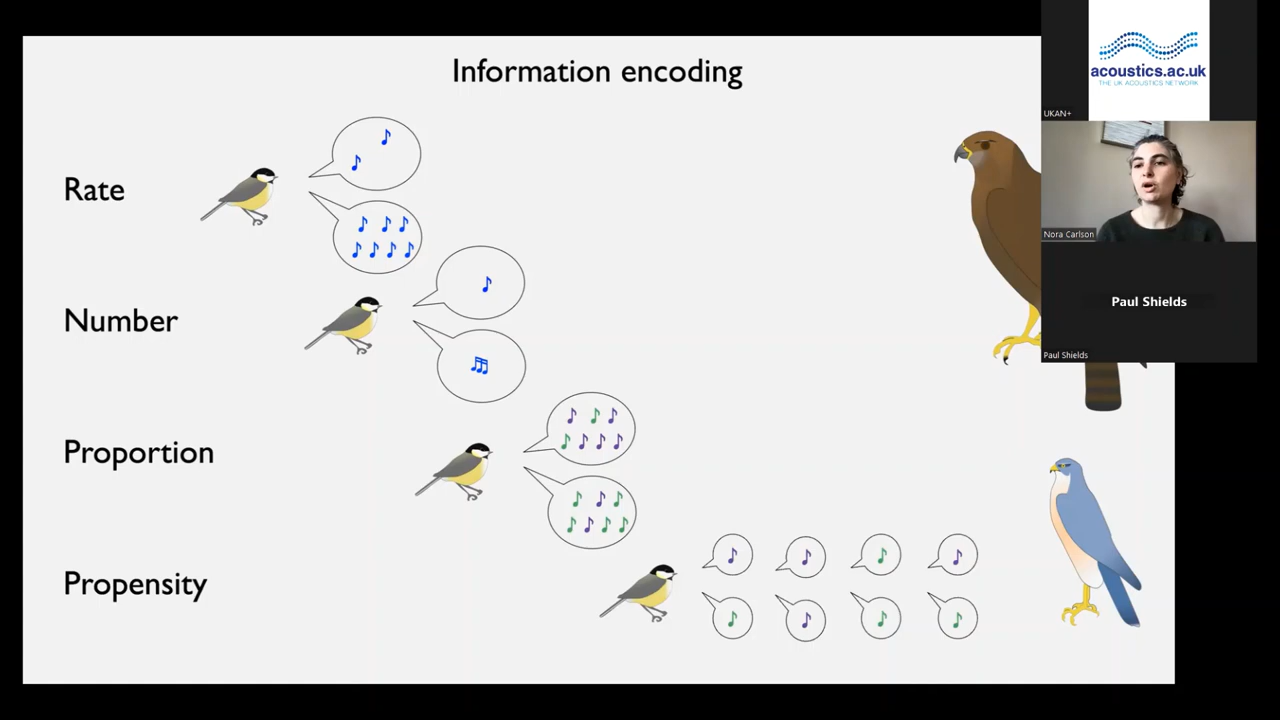 Information encoding
Rate
Number
Proportion
Propensity
acoustics.ac.uk
THE UK ACOUSTICS NETWORK
UKAN+
Nora Carlson
Paul Shields
Paul Shields